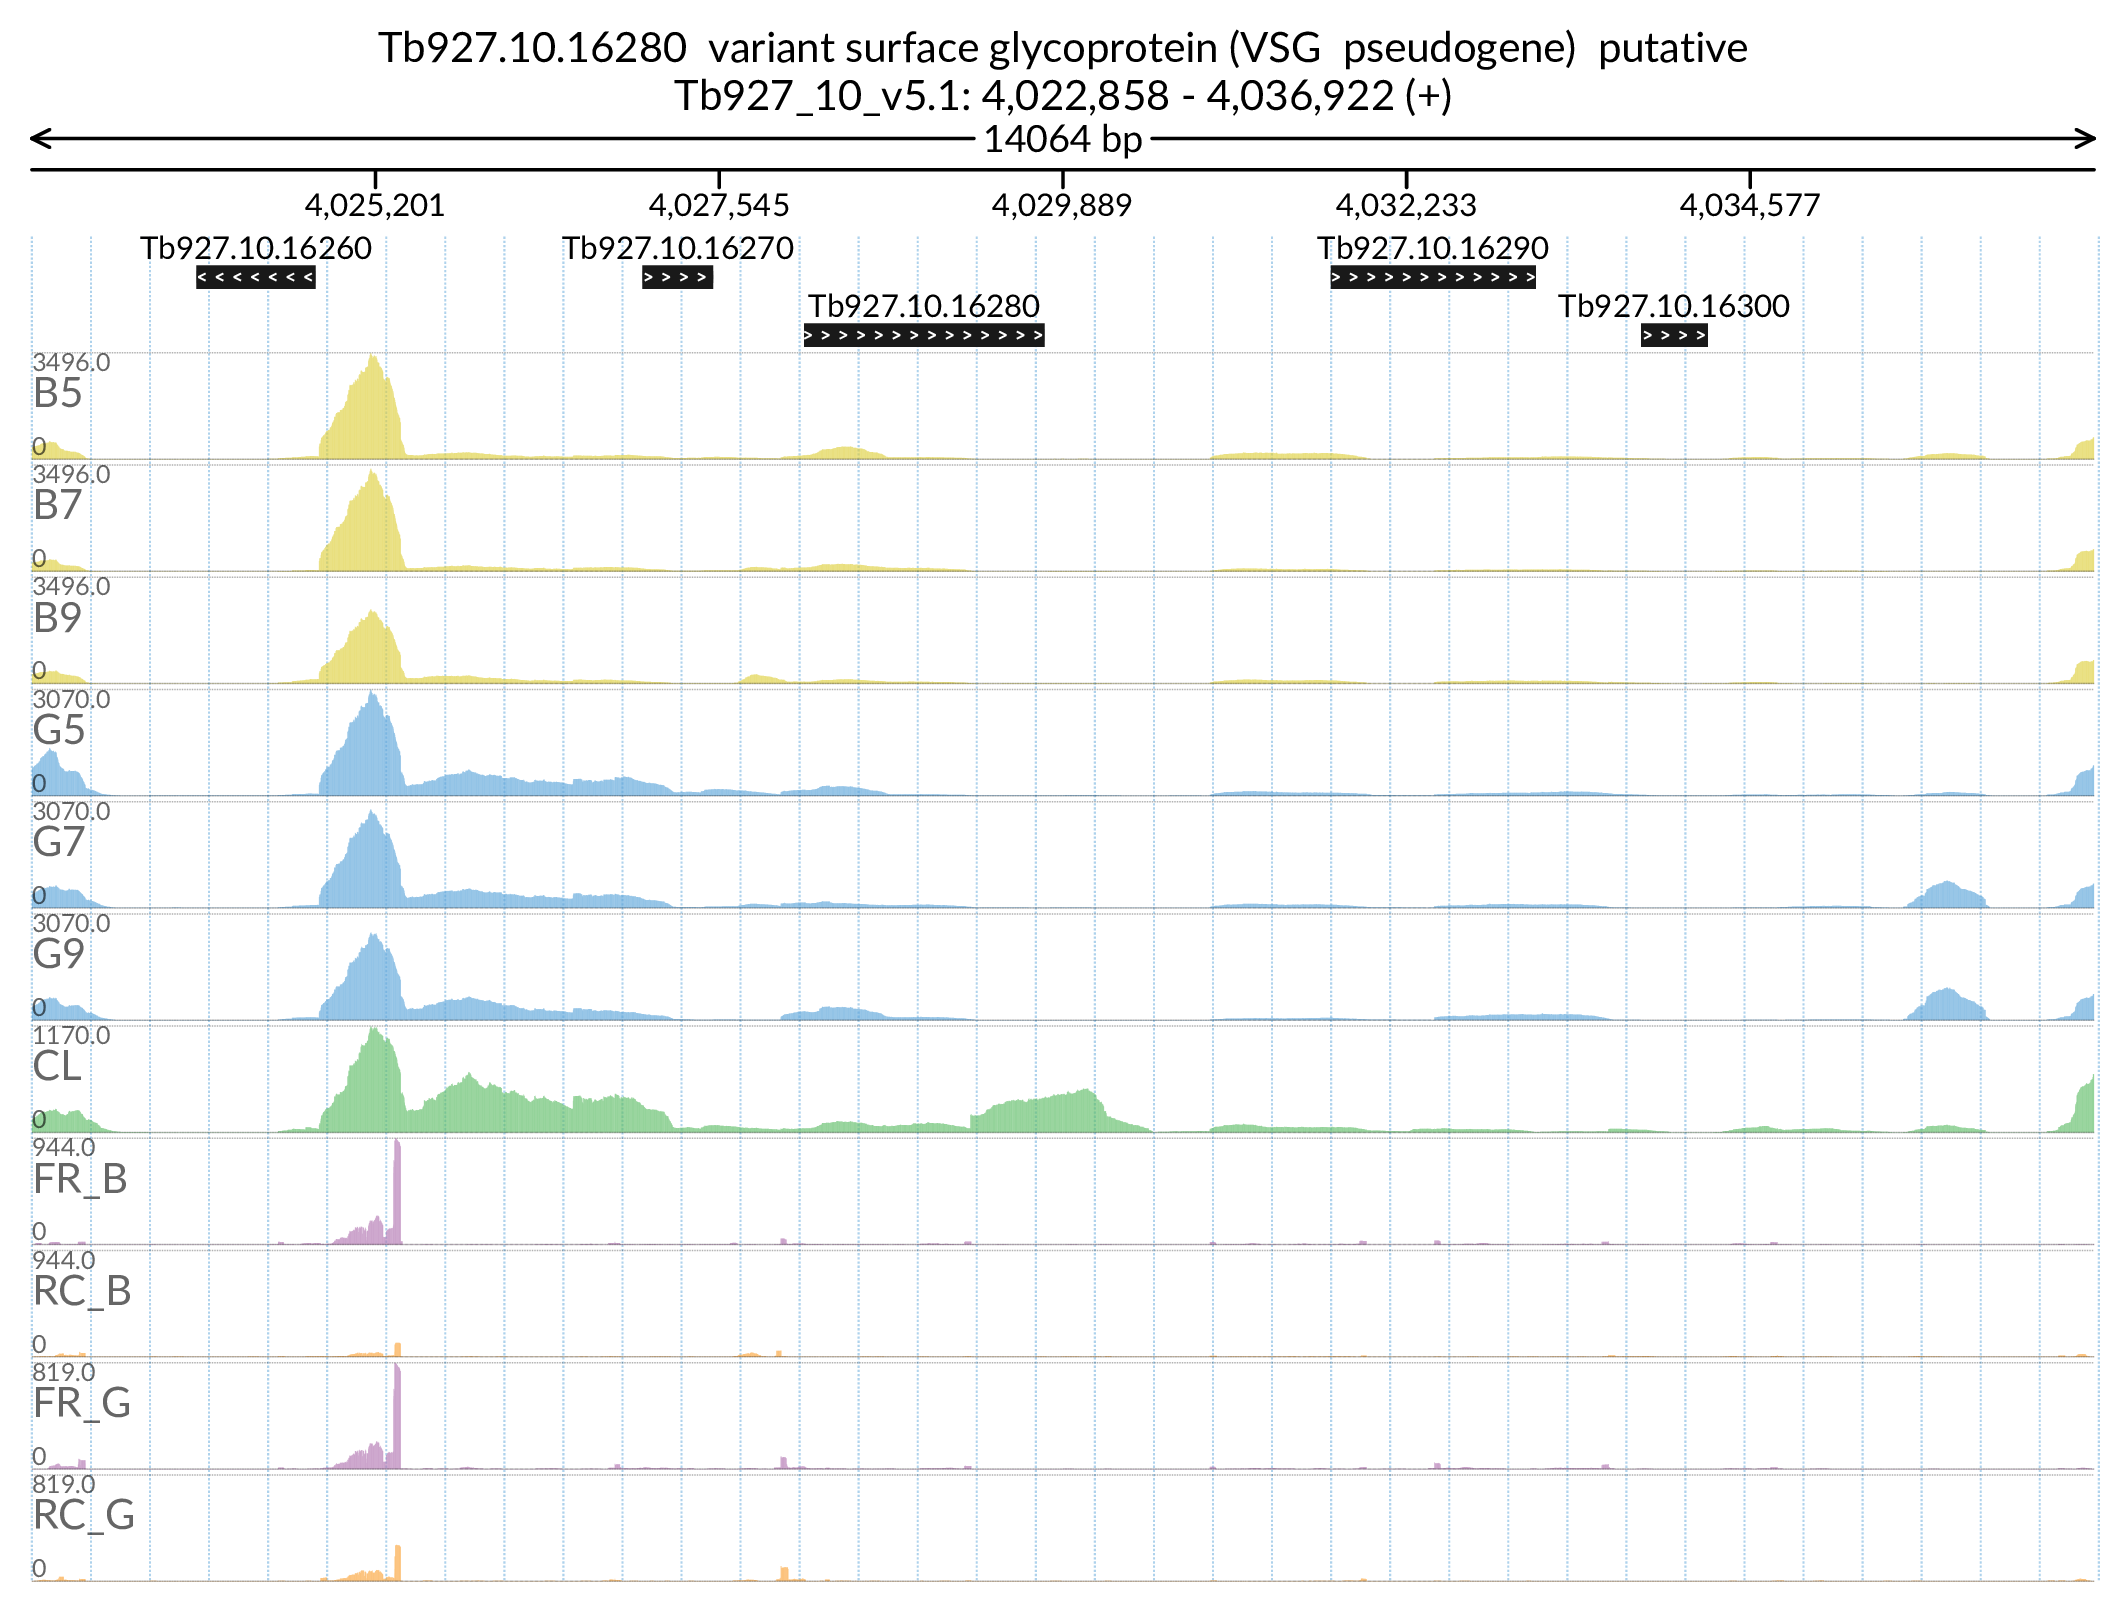 Tb927.10.16280  variant surface glycoprotein (VSG  pseudogene)  putative
Tb927_10_v5.1: 4,022,858 - 4,036,922 (+)
14064 bp
4,025,201 4,027,545 4,029,889 4,032,233 4,034,577
Tb927.10.16260 Tb927.10.16270 Tb927.10.16290
Tb927.10.16280 Tb927.10.16300
3496.0
B5
0
3496.0
B7
0
3496.0
B9
0
3070.0
G5
0
3070.0
G7
0
3070.0
G9
0
1170.0
CL
0
944.0
FR_B
0
944.0
RC_B
0
819.0
FR_G
0
819.0
RC_G
0